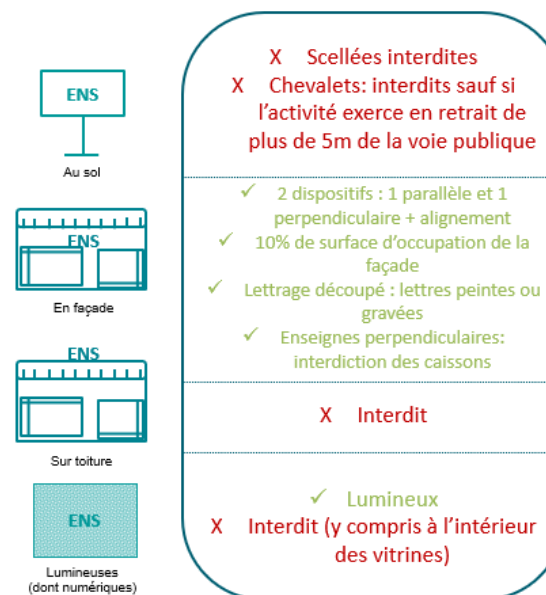 ENS
Au sol
X Scellées interdites
X Chevalets: interdits sauf si
l'activité exerce en retrait de
plus de 5m de la voie publique
ENS
En façade
✓ 2 dispositifs : 1 parallèle et 1
perpendiculaire + alignement
✓ 10% de surface d'occupation de la
façade
✓ Lettrage découpé : lettres peintes ou
gravées
✓ Enseignes perpendiculaires:
interdiction des caissons
ENS
Sur toiture
X Interdit
ENS
Lumineuses
(dont numériques)
✓ Lumineux
X Interdit (y compris à l'intérieur
des vitrines)